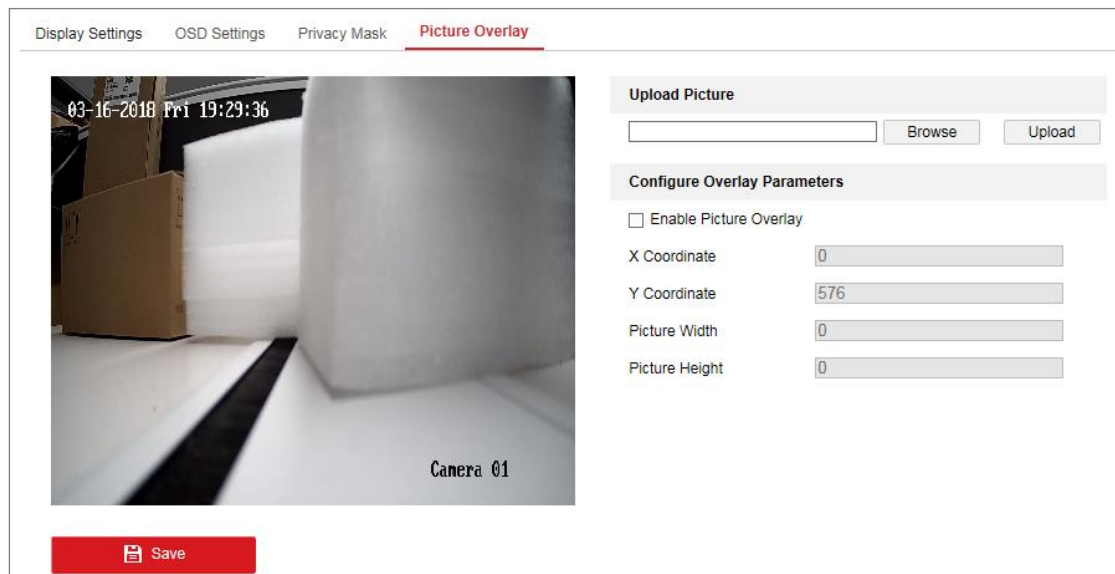 Display Settings OSD Settings Privacy Mask Picture Overlay
03-16-2018 Fri 19:29:36
Camera 01
Upload Picture
Browse Upload
Configure Overlay Parameters
Enable Picture Overlay
X Coordinate 0
Y Coordinate 576
Picture Width 0
Picture Height 0
Save